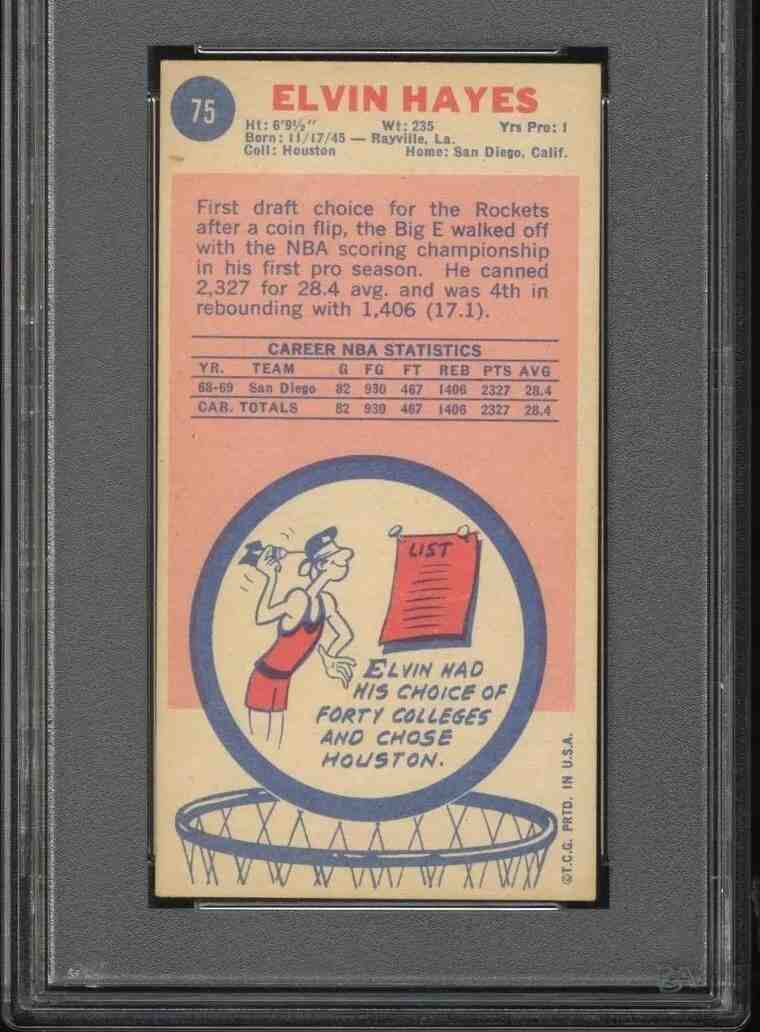 75
ELVIN HAYES
Ht: 6'9½" Wt: 235 Yrs Pro: 1
Born: 11/17/45 — Rayville, La.
Coll: Houston Home: San Diego, Calif.
First draft choice for the Rockets
after a coin flip, the Big E walked off
with the NBA scoring championship
in his first pro season. He canned
2,327 for 28.4 avg. and was 4th in
rebounding with 1,406 (17.1).
CAREER NBA STATISTICS
YR. TEAM G FG FT REB PTS AVG
68-69 San Diego 82 930 467 1406 2327 28.4
CAR. TOTALS 82 930 467 1406 2327 28.4
LIST
ELVIN HAD
HIS CHOICE OF
FORTY COLLEGES
AND CHOSE
HOUSTON.
©T.C.G. PRTD. IN U.S.A.